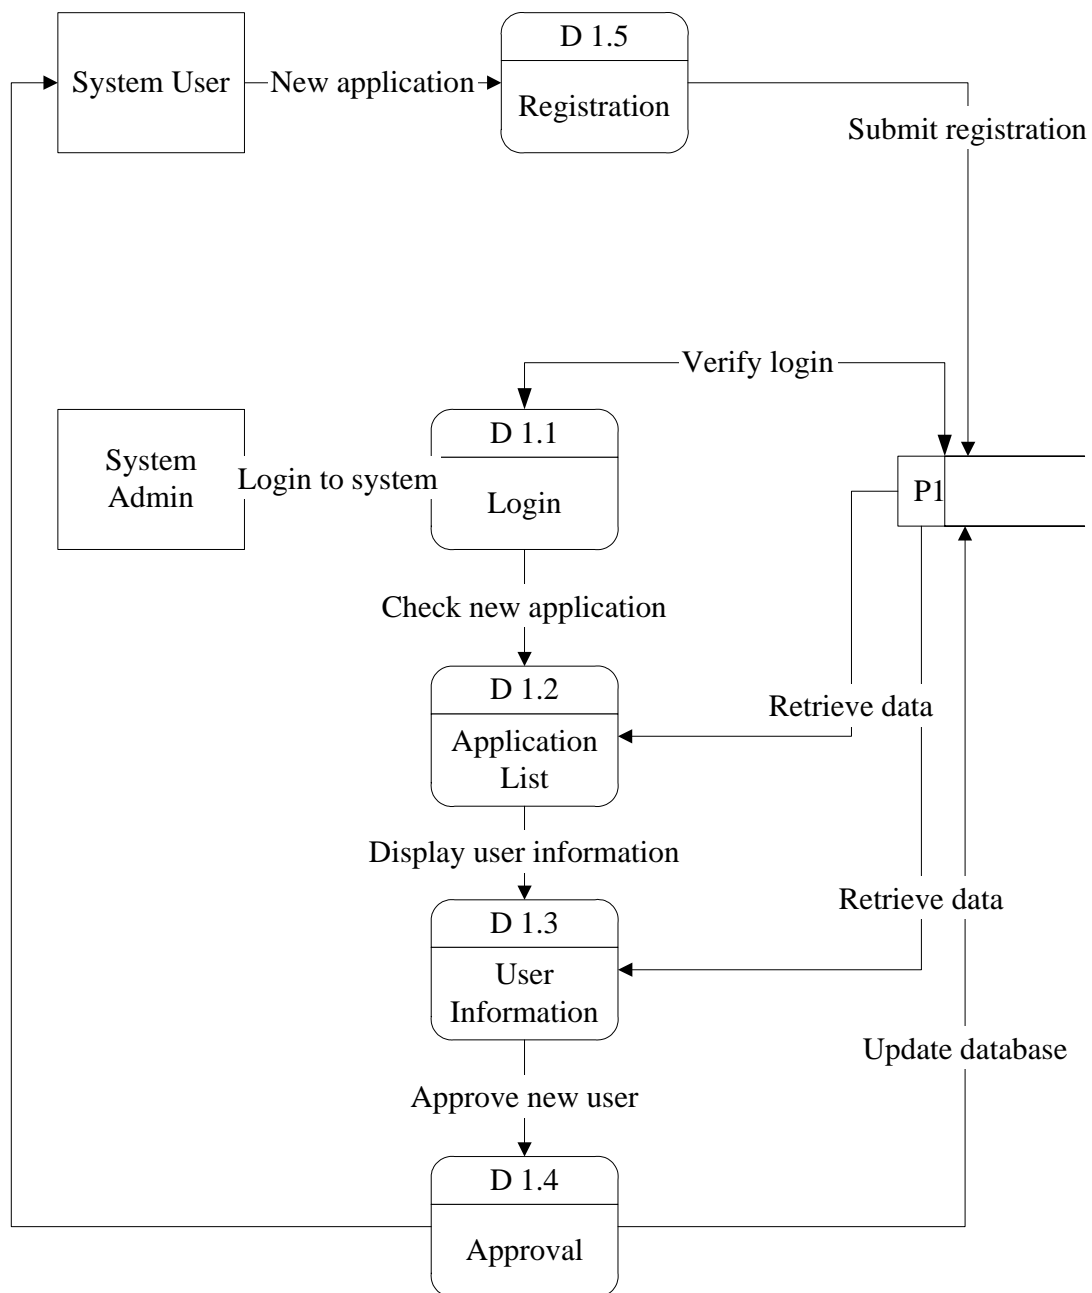 D 1.5
System User
New application
Registration
Submit registration
Verify login
D 1.1
System
Admin
Login to system
Login
P1
Check new application
D 1.2
Retrieve data
Application
List
Display user information
Retrieve data
D 1.3
User
Information
Update database
Approve new user
D 1.4
Approval